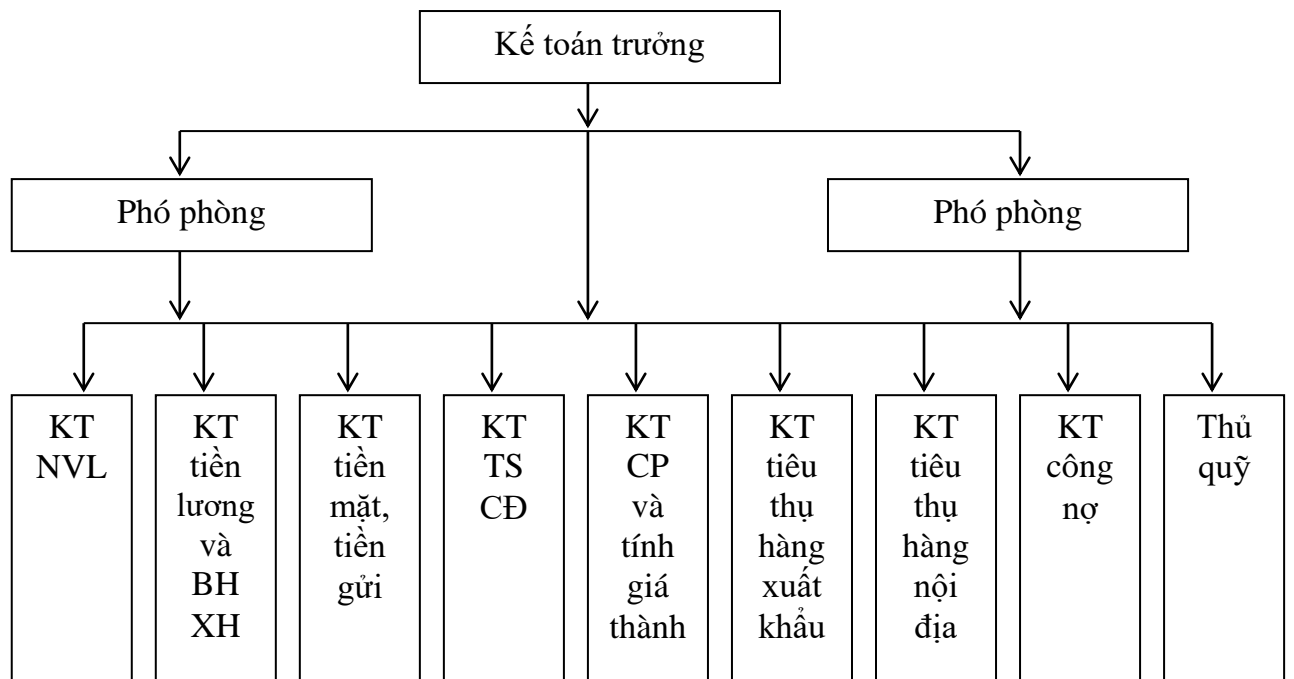 Kế toán trưởng
Phó phòng
Phó phòng
KT
NVL
KT
tiền
lương
và
BH
XH
KT
tiền
mặt,
tiền
gửi
KT
TS
CĐ
KT
CP
và
tính
giá
thành
KT
tiêu
thụ
hàng
xuất
khẩu
KT
tiêu
thụ
hàng
nội
địa
KT
công
nợ
Thủ
quỹ